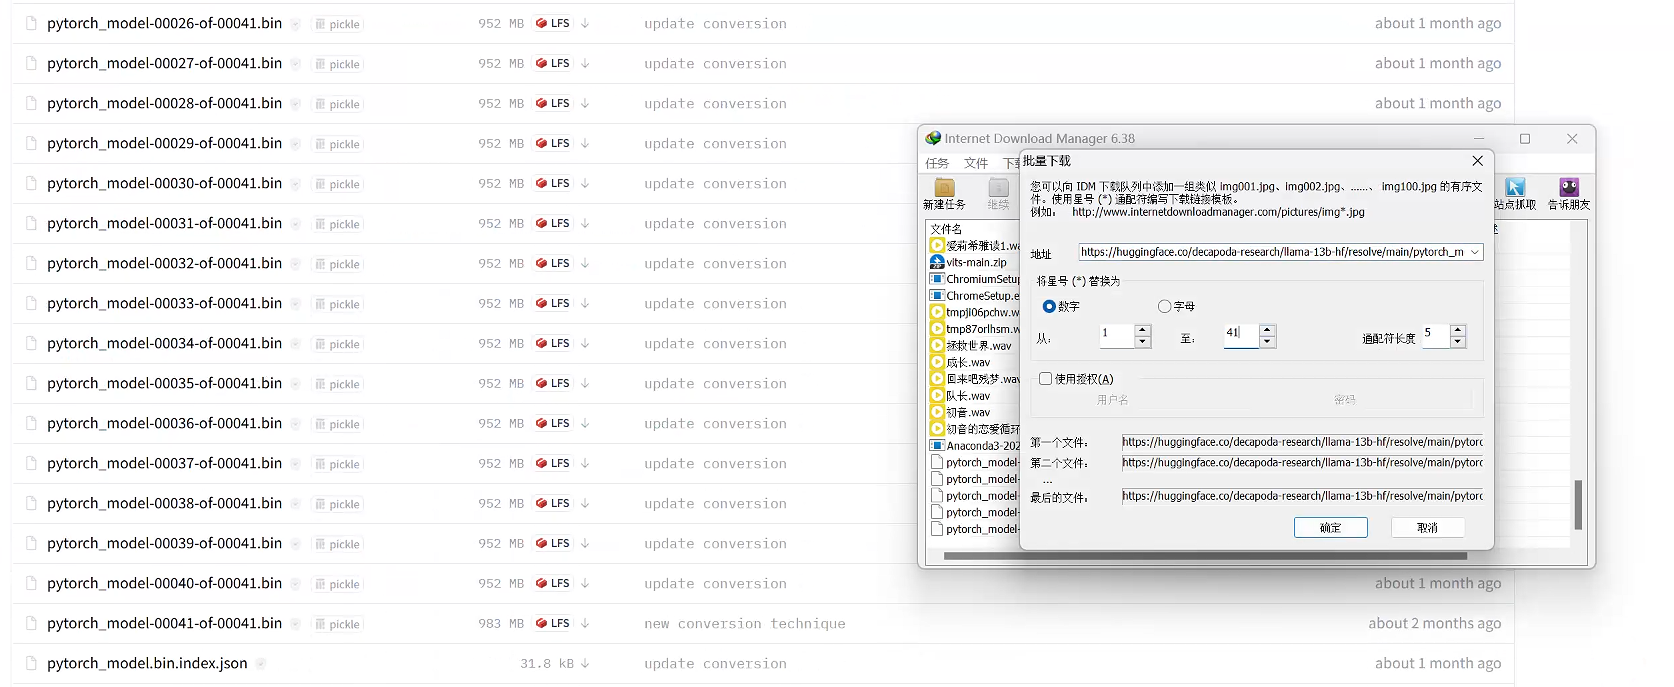 pytorch_model-00026-of-00041.bin pickle 952 MB LFS update conversion about 1 month ago
pytorch_model-00027-of-00041.bin pickle 952 MB LFS update conversion about 1 month ago
pytorch_model-00028-of-00041.bin pickle 952 MB LFS update conversion about 1 month ago
pytorch_model-00029-of-00041.bin pickle 952 MB LFS update conversion
pytorch_model-00030-of-00041.bin pickle 952 MB LFS update conversion
pytorch_model-00031-of-00041.bin pickle 952 MB LFS update conversion
pytorch_model-00032-of-00041.bin pickle 952 MB LFS update conversion
pytorch_model-00033-of-00041.bin pickle 952 MB LFS update conversion
pytorch_model-00034-of-00041.bin pickle 952 MB LFS update conversion
pytorch_model-00035-of-00041.bin pickle 952 MB LFS update conversion
pytorch_model-00036-of-00041.bin pickle 952 MB LFS update conversion
pytorch_model-00037-of-00041.bin pickle 952 MB LFS update conversion
pytorch_model-00038-of-00041.bin pickle 952 MB LFS update conversion
pytorch_model-00039-of-00041.bin pickle 952 MB LFS update conversion
pytorch_model-00040-of-00041.bin pickle 952 MB LFS update conversion about 1 month ago
pytorch_model-00041-of-00041.bin pickle 983 MB LFS new conversion technique about 2 months ago
pytorch_model.bin.index.json 31.8 kB update conversion about 1 month ago
Internet Download Manager 6.38
任务 文件 下
新建任务 继续 站点抓取 告诉朋友
文件名
爱莉希雅读1.wa
vits-main.zip
ChromiumSetup
ChromeSetup.e
tmpjl06pchw.w
tmp87orlhsm.w
拯救世界.wav
成长.wav
回来吧残梦.wav
队长.wav
初音.wav
初音的恋爱循环
Anaconda3-202
pytorch_model-
pytorch_model-
pytorch_model-
pytorch_model-
pytorch_model-
批量下载
您可以向 IDM 下载队列中添加一组类似 img001.jpg、img002.jpg、……、 img100.jpg 的有序文
件。使用星号 (*) 通配符编写下载链接模板。
例如： http://www.internetdownloadmanager.com/pictures/img*.jpg
地址 https://huggingface.co/decapoda-research/llama-13b-hf/resolve/main/pytorch_m
将星号 (*) 替换为
数字 字母
从： 1 至： 41 通配符长度 5
使用授权(A)
用户名 密码
第一个文件： https://huggingface.co/decapoda-research/llama-13b-hf/resolve/main/pytorc
第二个文件： https://huggingface.co/decapoda-research/llama-13b-hf/resolve/main/pytorc
...
最后的文件： https://huggingface.co/decapoda-research/llama-13b-hf/resolve/main/pytorc
确定 取消